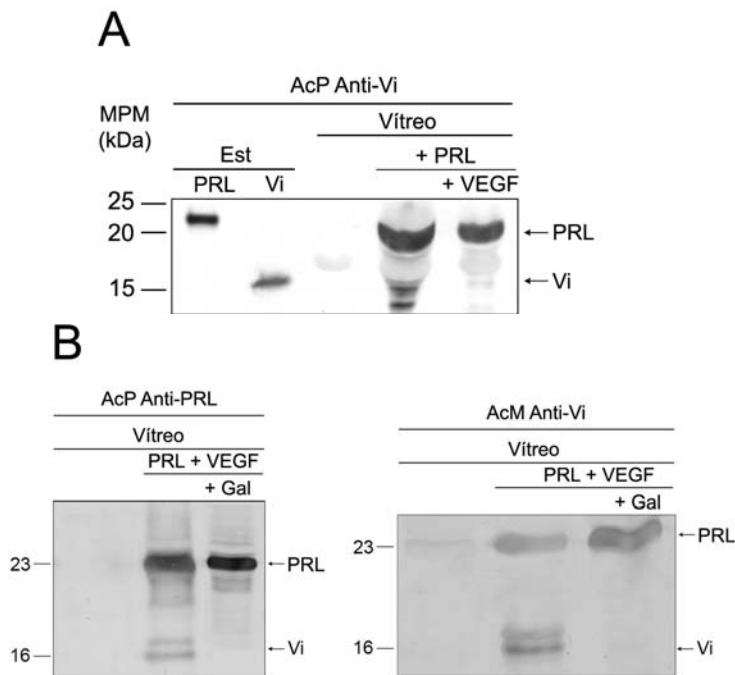 A
AcP Anti-Vi
MPM
(kDa)
Vítreo
Est
+ PRL
PRL
Vi
+ VEGF
25
20
15
PRL
Vi
B
AcP Anti-PRL
Vítreo
PRL + VEGF
+ Gal
23
16
PRL
Vi
AcM Anti-Vi
Vítreo
PRL + VEGF
+ Gal
23
16
PRL
Vi